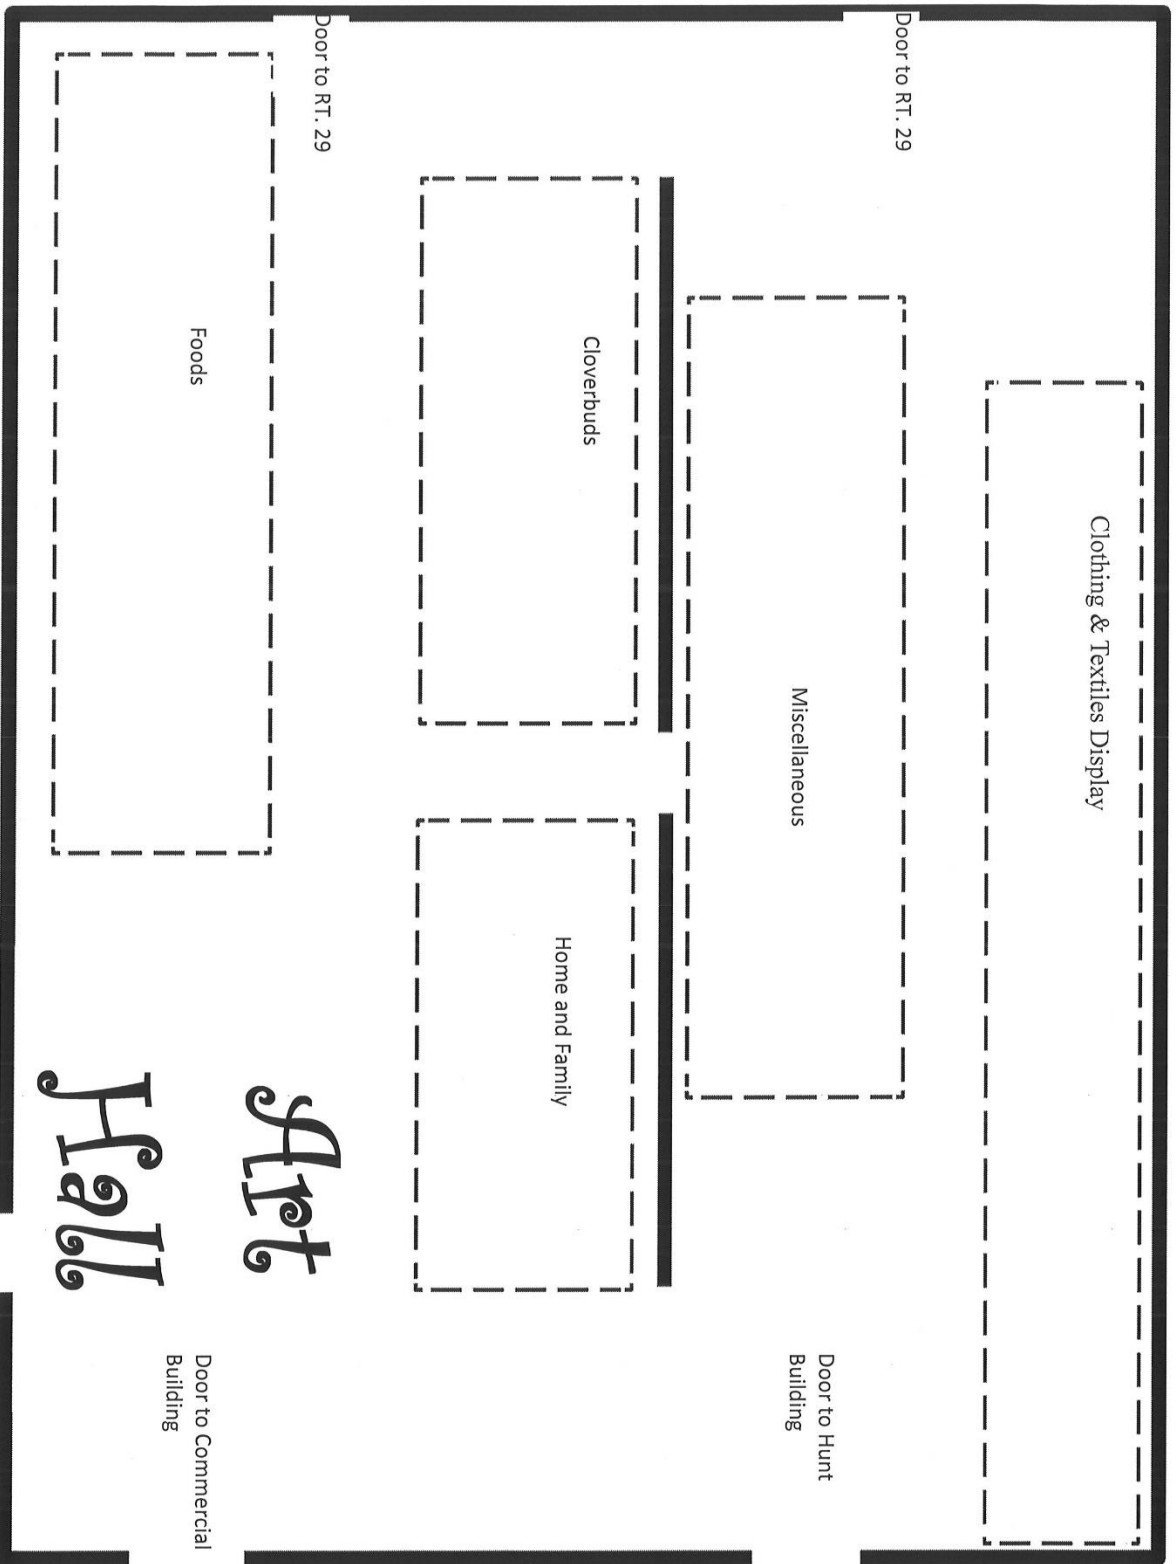 Clothing & Textiles Display
Door to RT. 29
Miscellaneous
Door to Hunt
Building
Cloverbuds
Home and Family
Door to RT. 29
Foods
Art
Hall
Door to Commercial
Building